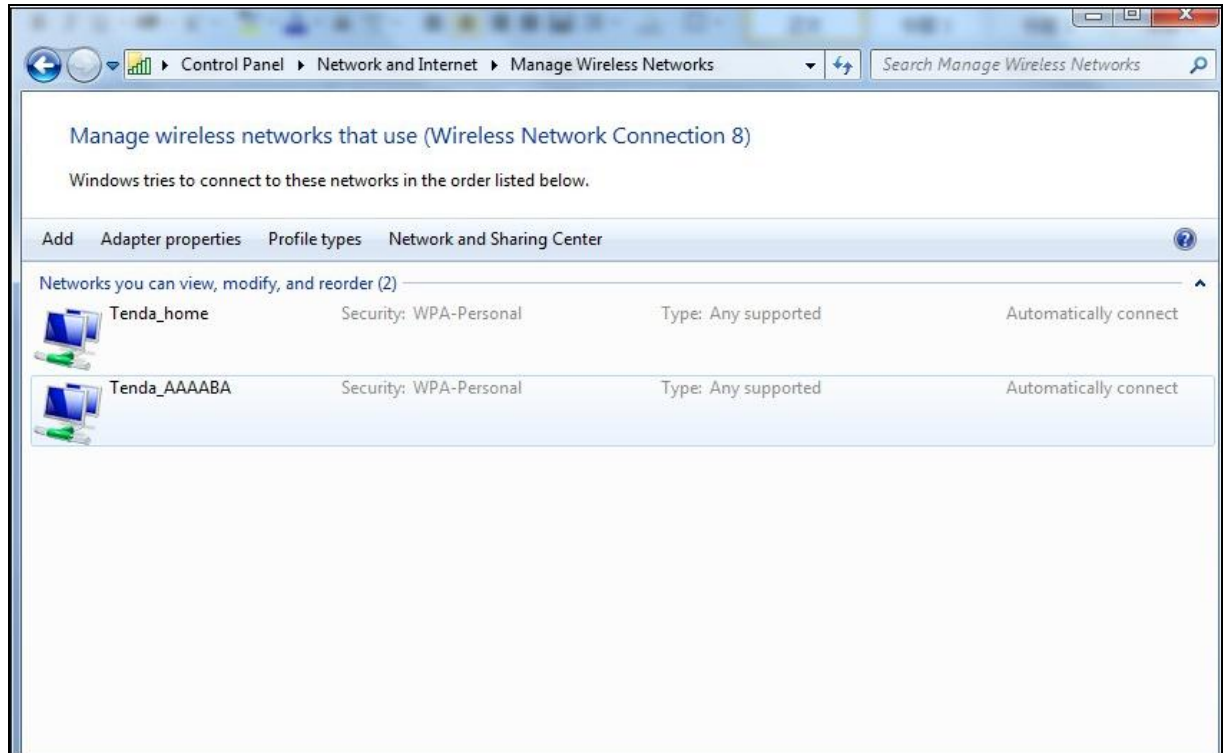 Control Panel ▸ Network and Internet ▸ Manage Wireless Networks Search Manage Wireless Networks
Manage wireless networks that use (Wireless Network Connection 8)
Windows tries to connect to these networks in the order listed below.
Add Adapter properties Profile types Network and Sharing Center
Networks you can view, modify, and reorder (2)
Tenda_home Security: WPA-Personal Type: Any supported Automatically connect
Tenda_AAAABA Security: WPA-Personal Type: Any supported Automatically connect